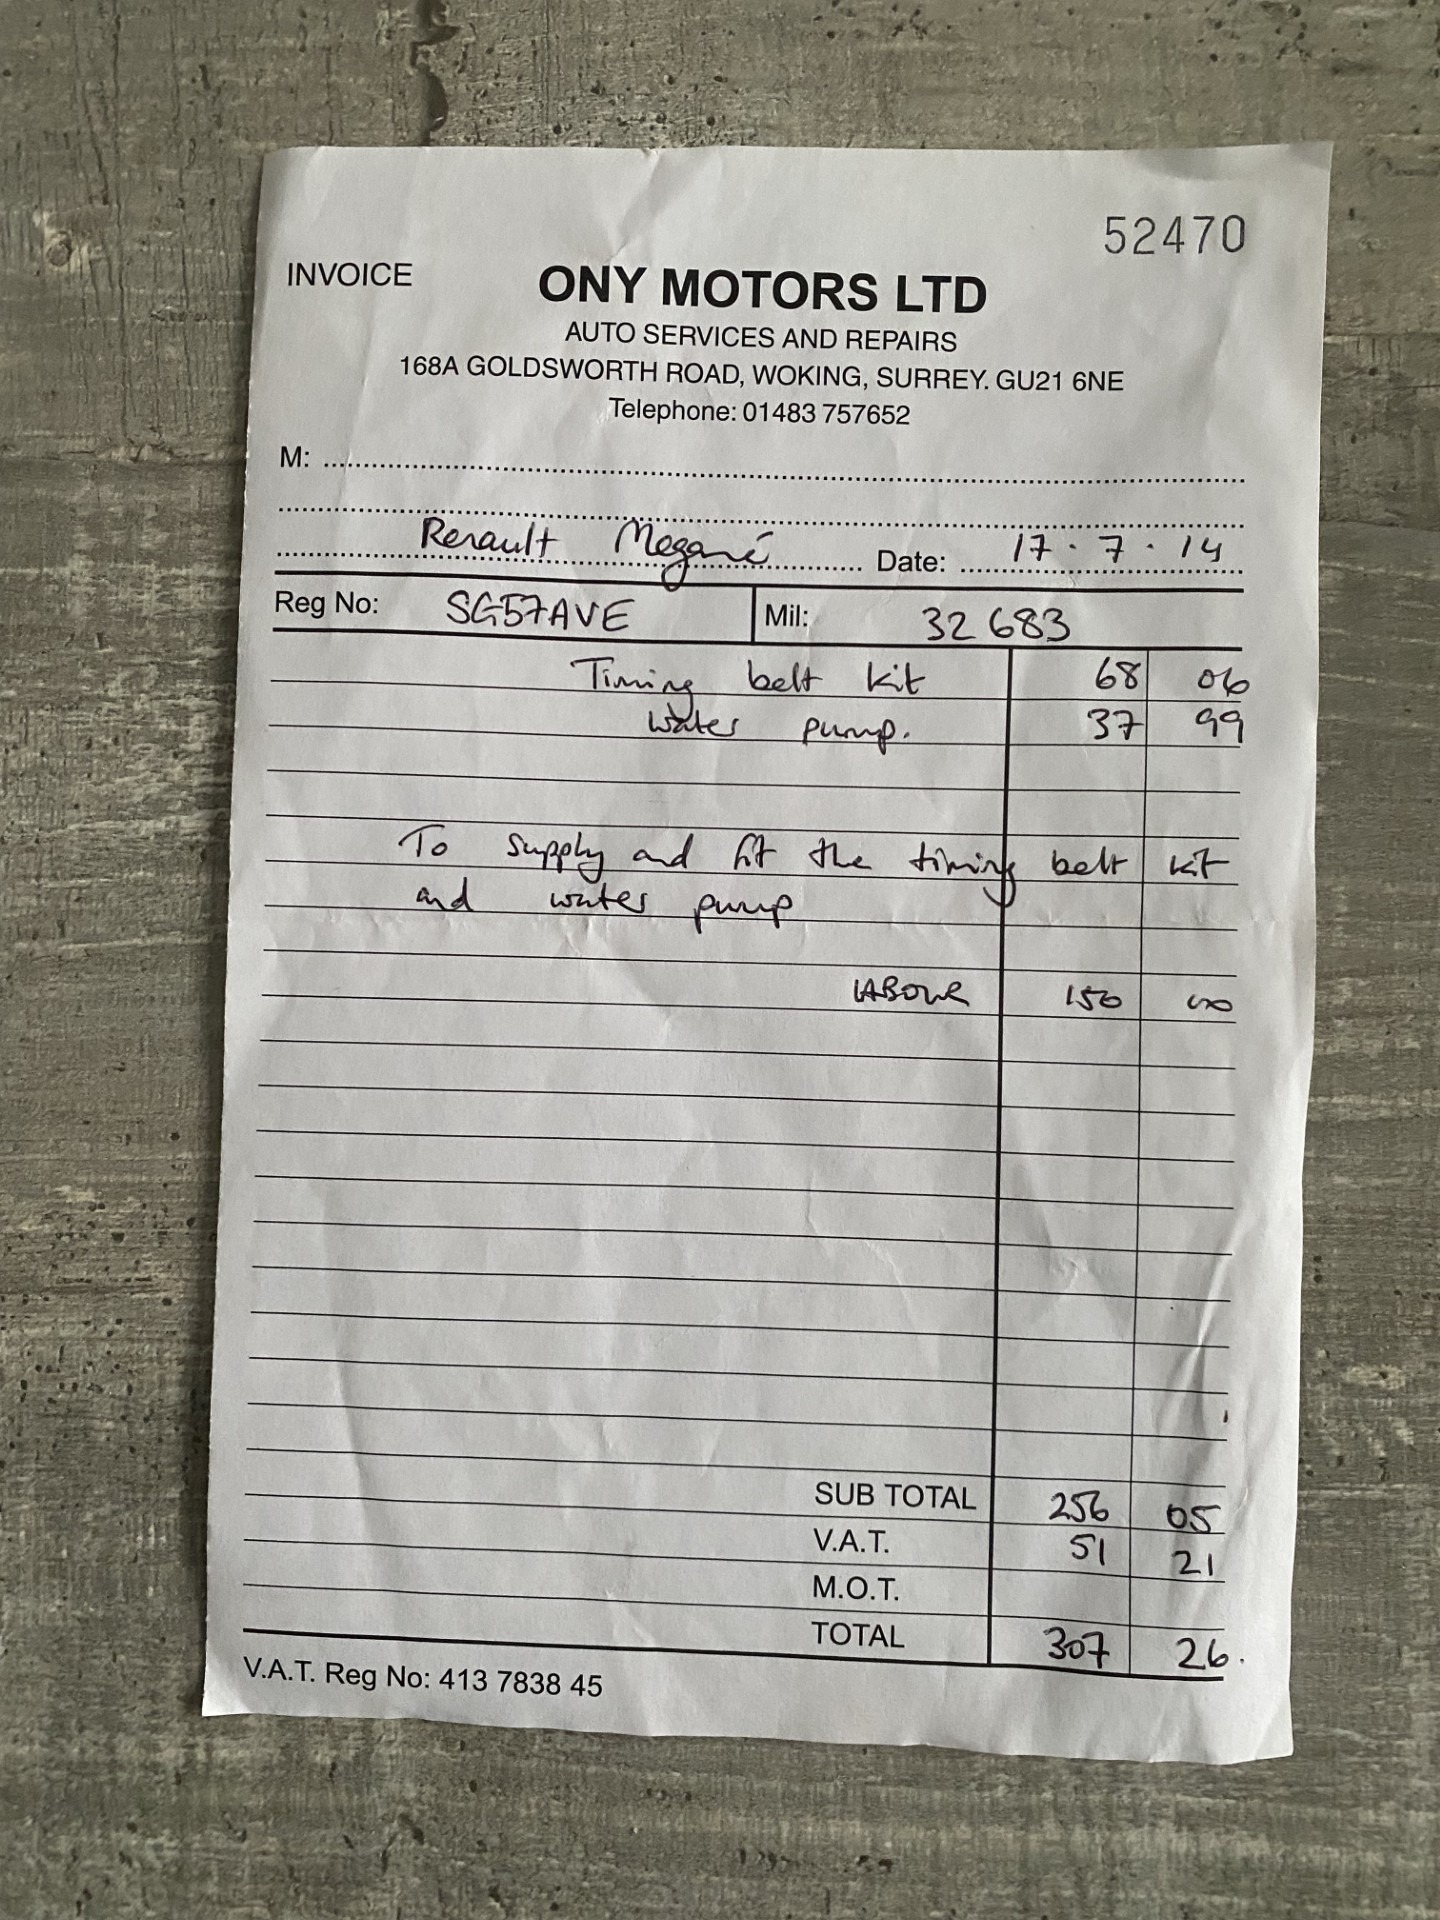 52470
INVOICE
ONY MOTORS LTD
AUTO SERVICES AND REPAIRS
168A GOLDSWORTH ROAD, WOKING, SURREY. GU21 6NE
Telephone: 01483 757652
M:
Renault Megané Date: 17 . 7 . 14
Reg No: SG57AVE Mil: 32 683
Timing belt kit 68 06
water pump. 37 99
To supply and fit the timing belt kit
and water pump
LABOUR 150 00
SUB TOTAL 256 05
V.A.T. 51 21
M.O.T.
TOTAL 307 26.
V.A.T. Reg No: 413 7838 45